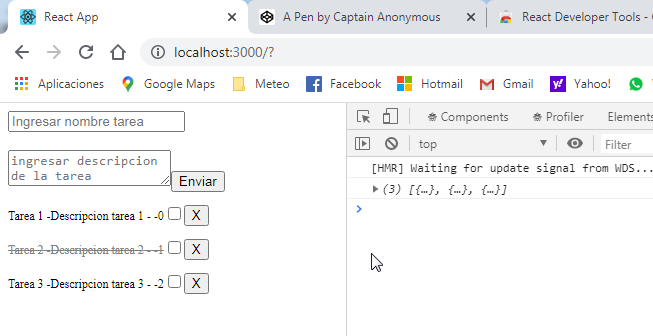 React App
A Pen by Captain Anonymous
React Developer Tools -
localhost:3000/?
Aplicaciones
Google Maps
Meteo
Facebook
Hotmail
Gmail
Yahoo!
Ingresar nombre tarea
ingresar descripcion
de la tarea
Enviar
Tarea 1 -Descripcion tarea 1 - -0 X
Tarea 2 -Descripcion tarea 2 - -1 X
Tarea 3 -Descripcion tarea 3 - -2 X
Components
Profiler
Elements
top
Filter
[HMR] Waiting for update signal from WDS...
(3) [{…}, {…}, {…}]